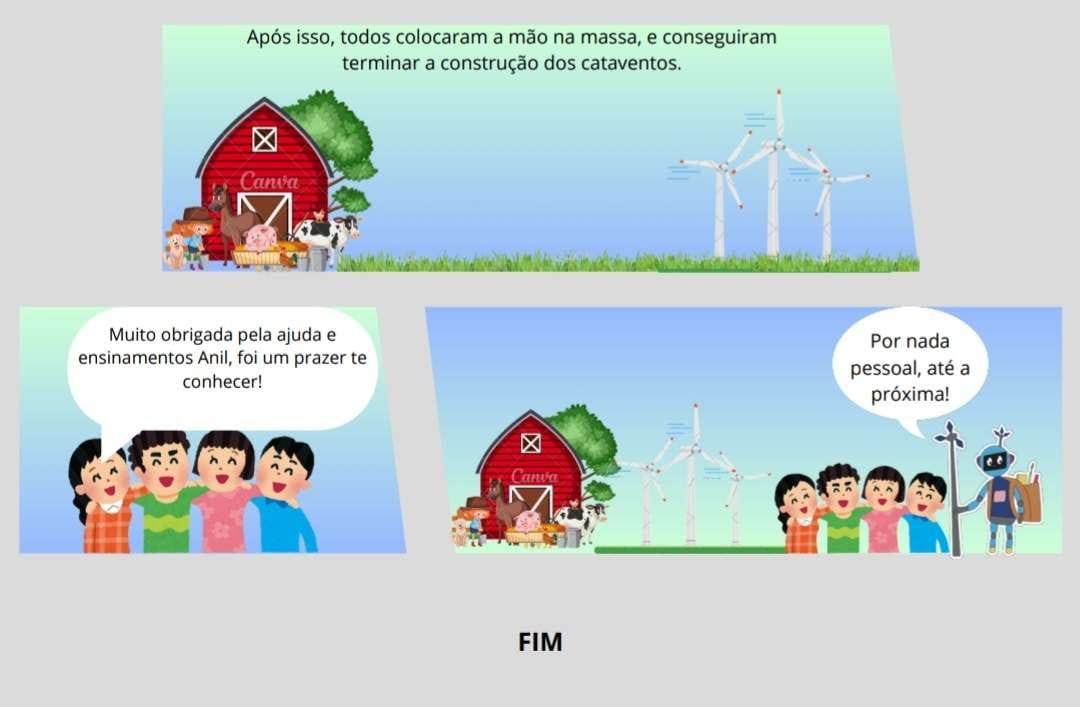 Após isso, todos colocaram a mão na massa, e conseguiram
terminar a construção dos cataventos.
Canva
Muito obrigada pela ajuda e
ensinamentos Anil, foi um prazer te
conhecer!
Por nada
pessoal, até a
próxima!
Canva
FIM